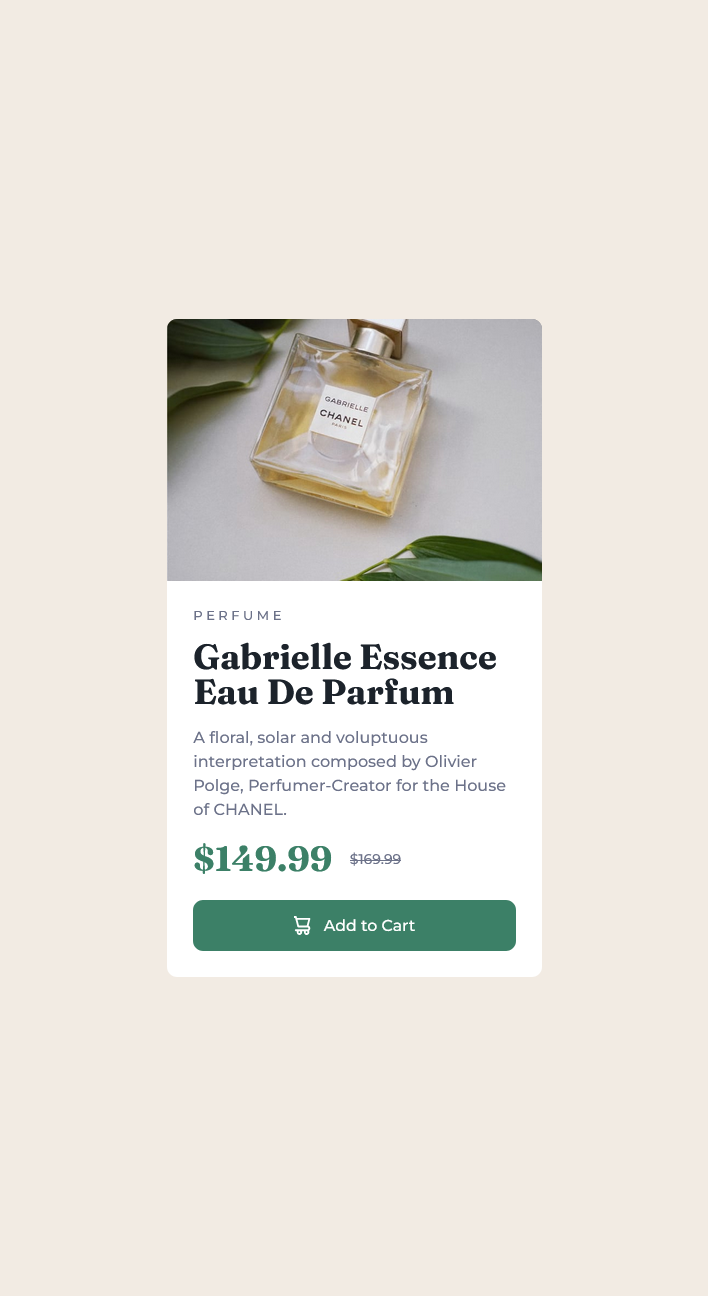 GABRIELLE
CHANEL
PARIS
PERFUME
Gabrielle Essence
Eau De Parfum
A floral, solar and voluptuous
interpretation composed by Olivier
Polge, Perfumer-Creator for the House
of CHANEL.
$149.99 $169.99
Add to Cart